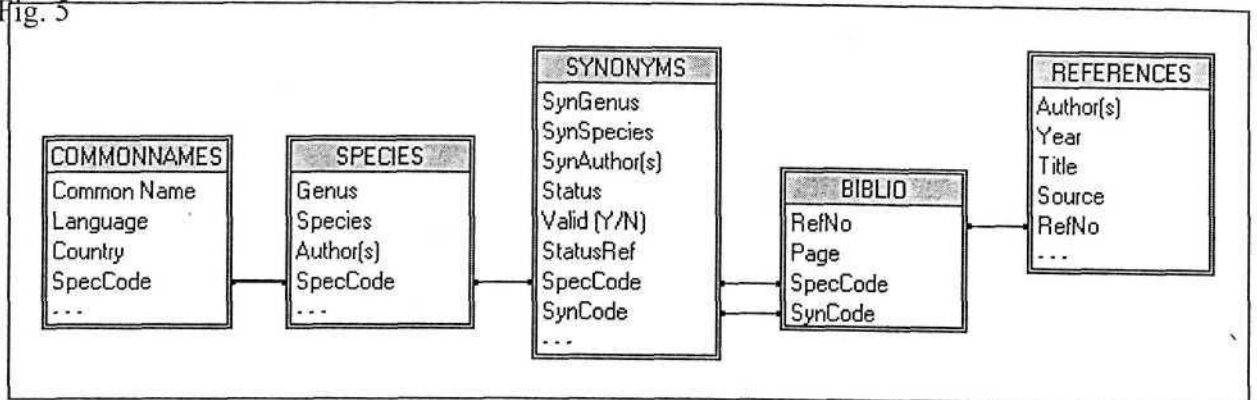 Fig. 5
COMMONNAMES
Common Name
Language
Country
SpecCode
. . .
SPECIES
Genus
Species
Author(s)
SpecCode
. . .
SYNONYMS
SynGenus
SynSpecies
SynAuthor(s)
Status
Valid (Y/N)
StatusRef
SpecCode
SynCode
. . .
BIBLIO
RefNo
Page
SpecCode
SynCode
REFERENCES
Author(s)
Year
Title
Source
RefNo
. . .